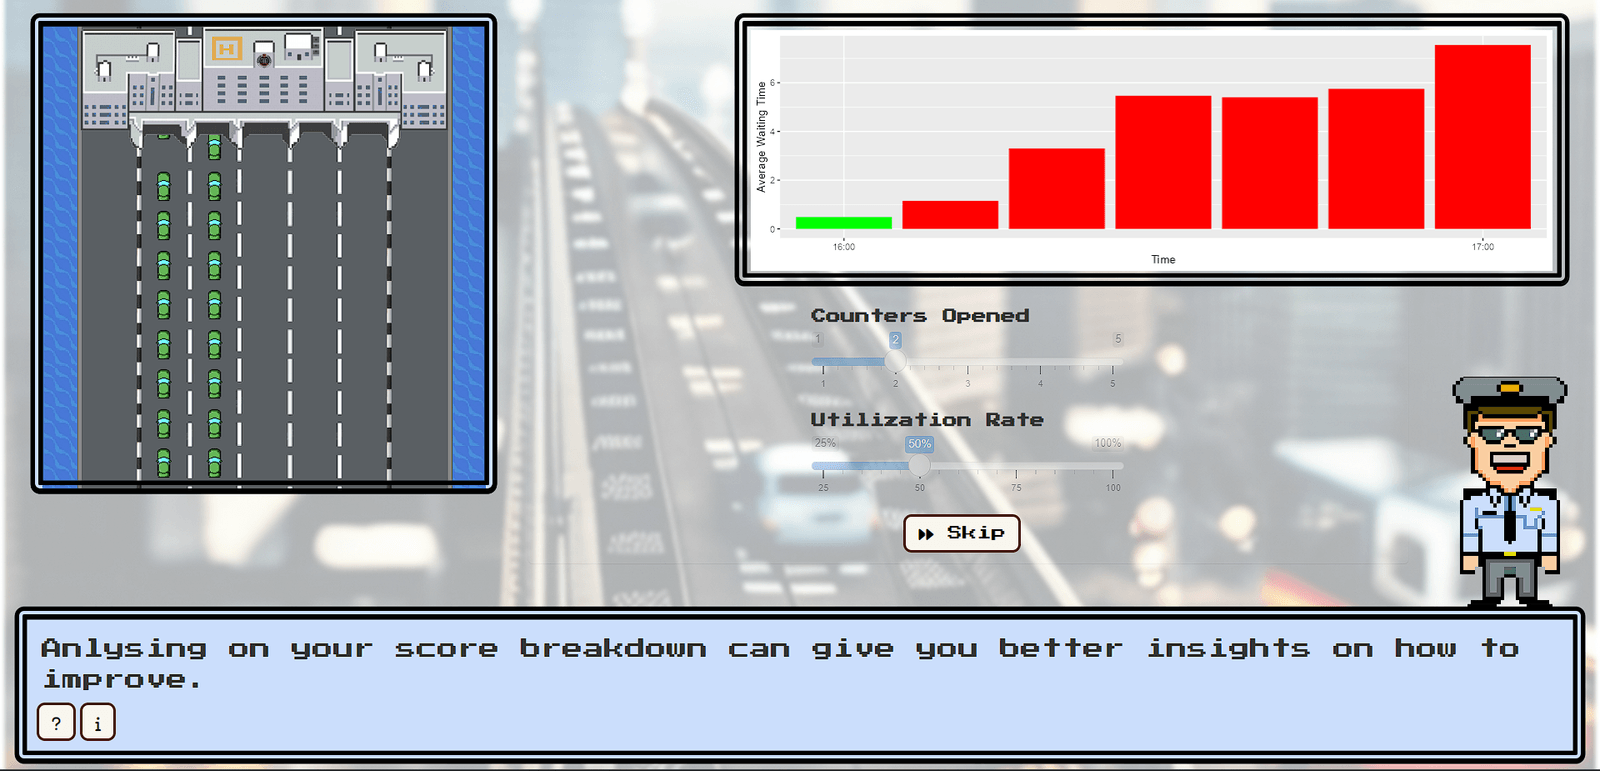 H
Average Waiting Time
6
4
2
0
16:00
17:00
Time
Counters Opened
1 2 5
1 2 3 4 5
Utilization Rate
25% 50% 100%
25 50 75 100
Skip
Anlysing on your score breakdown can give you better insights on how to
improve.
? i